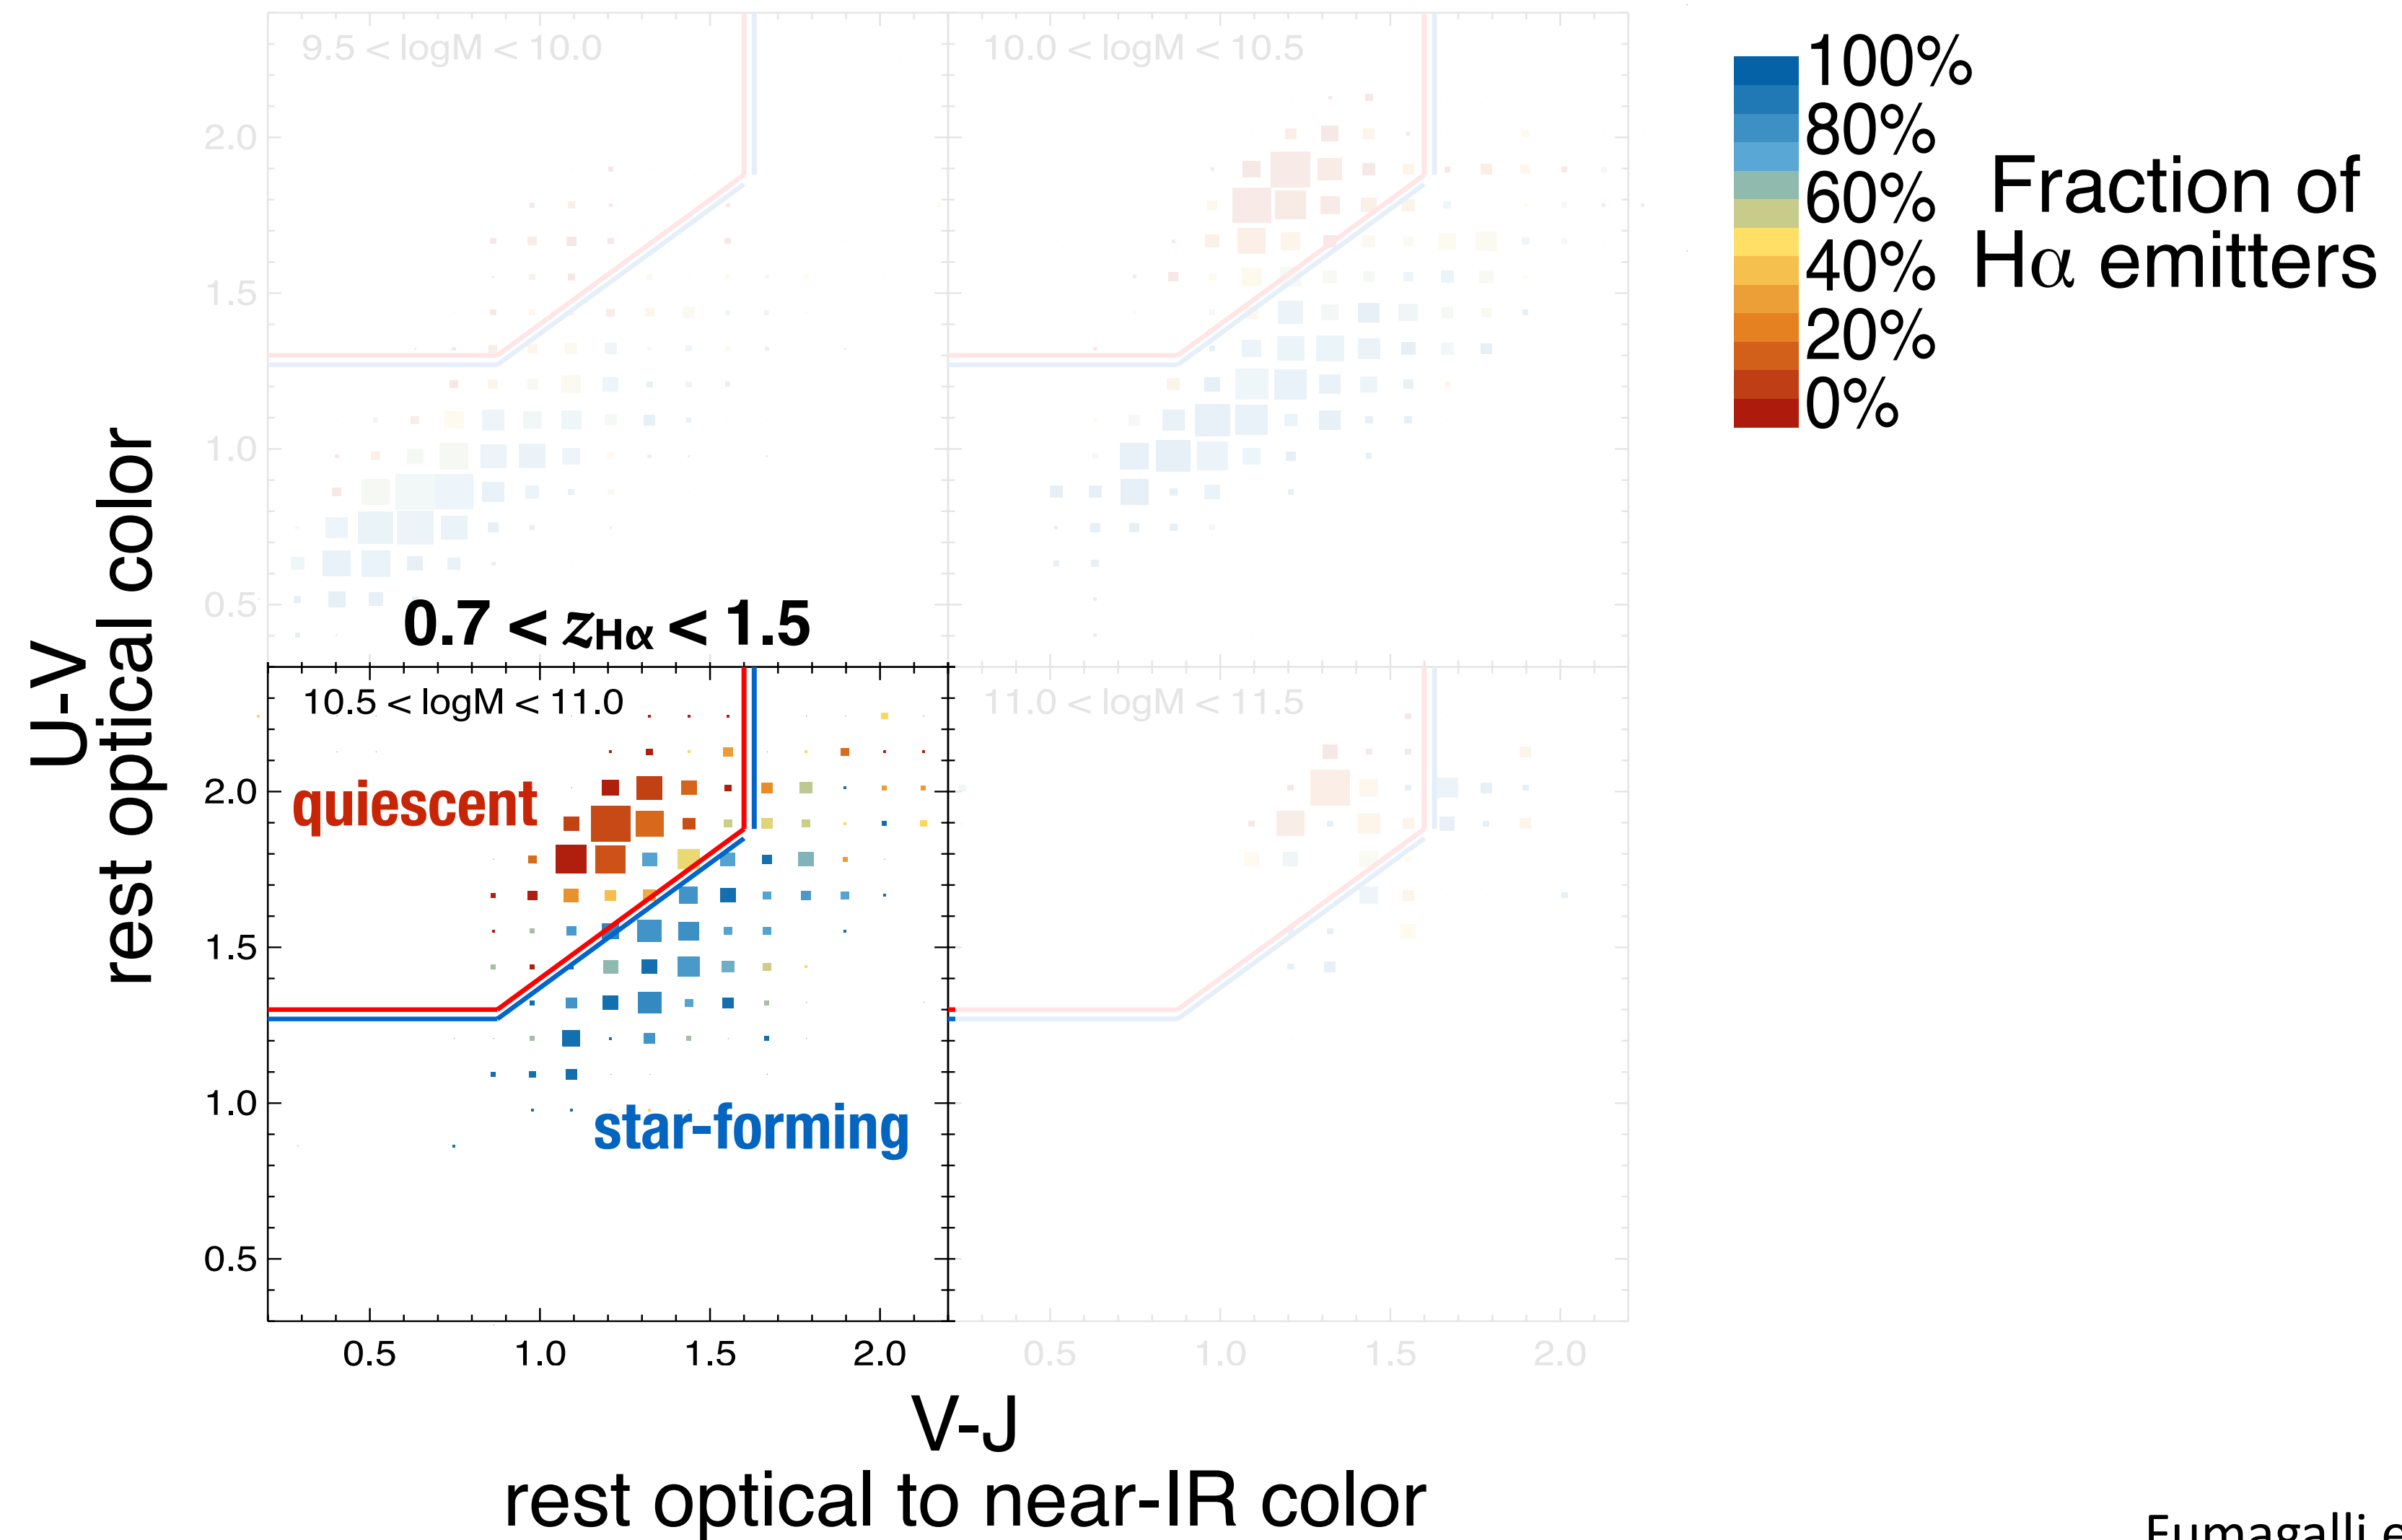 9.5 < logM < 10.0
10.0 < logM < 10.5
100%
80%
60%
40%
20%
0%
Fraction of
Hα emitters
2.0
1.5
1.0
0.5
0.7 < zHα < 1.5
U-V
rest optical color
10.5 < logM < 11.0
11.0 < logM < 11.5
quiescent
star-forming
2.0
1.5
1.0
0.5
0.5 1.0 1.5 2.0 0.5 1.0 1.5 2.0
V-J
rest optical to near-IR color
Fumagalli e